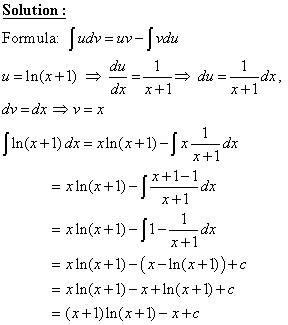 Solution :
Formula: ∫udv = uv − ∫vdu
u = ln(x+1) ⇒ du/dx = 1/(x+1) ⇒ du = 1/(x+1) dx,
dv = dx ⇒ v = x
∫ln(x+1) dx = x ln(x+1) − ∫x 1/(x+1) dx
= x ln(x+1) − ∫(x+1−1)/(x+1) dx
= x ln(x+1) − ∫1 − 1/(x+1) dx
= x ln(x+1) − (x − ln(x+1)) + c
= x ln(x+1) − x + ln(x+1) + c
= (x+1)ln(x+1) − x + c